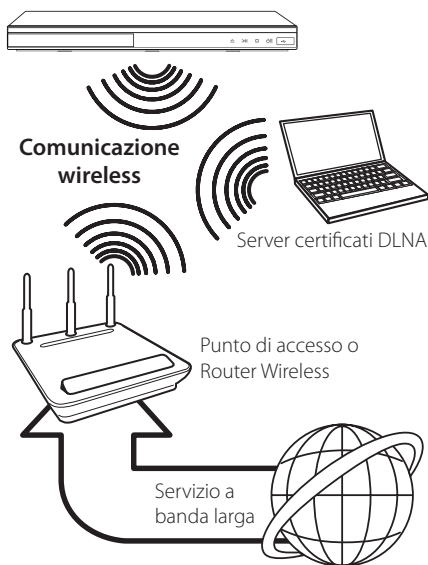 Comunicazione
wireless
Server certificati DLNA
Punto di accesso o
Router Wireless
Servizio a
banda larga